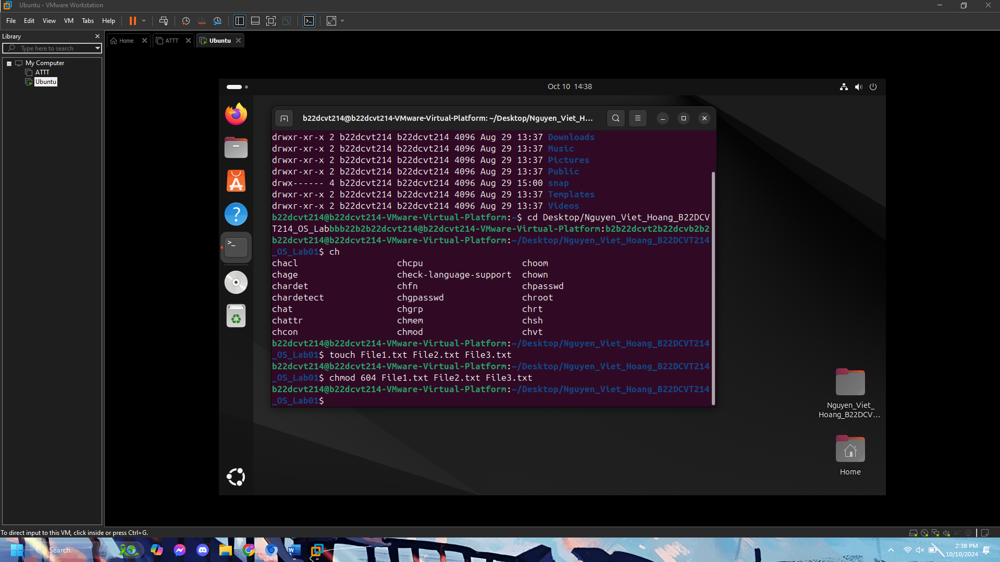 Ubuntu - VMware Workstation
File Edit View VM Tabs Help
Library
Home ATTT Ubuntu
Type here to search
My Computer
ATTT
Ubuntu
Oct 10 14:38
b22dcvt214@b22dcvt214-VMware-Virtual-Platform: ~/Desktop/Nguyen_Viet_H...
drwxr-xr-x 2 b22dcvt214 b22dcvt214 4096 Aug 29 13:37 Downloads
drwxr-xr-x 2 b22dcvt214 b22dcvt214 4096 Aug 29 13:37 Music
drwxr-xr-x 2 b22dcvt214 b22dcvt214 4096 Aug 29 13:37 Pictures
drwxr-xr-x 2 b22dcvt214 b22dcvt214 4096 Aug 29 13:37 Public
drwx------ 4 b22dcvt214 b22dcvt214 4096 Aug 29 15:00 snap
drwxr-xr-x 2 b22dcvt214 b22dcvt214 4096 Aug 29 13:37 Templates
drwxr-xr-x 2 b22dcvt214 b22dcvt214 4096 Aug 29 13:37 Videos
b22dcvt214@b22dcvt214-VMware-Virtual-Platform:~$ cd Desktop/Nguyen_Viet_Hoang_B22DCV
T214_OS_Labbbb22b2b22dcvt214@b22dcvt214-VMware-Virtual-Platform:b2b22dcvt2b22dcvb2b2
b22dcvt214@b22dcvt214-VMware-Virtual-Platform:~/Desktop/Nguyen_Viet_Hoang_B22DCVT214
_OS_Lab01$ ch
chacl chcpu choom
chage check-language-support chown
chardet chfn chpasswd
chardetect chgpasswd chroot
chat chgrp chrt
chattr chmem chsh
chcon chmod chvt
b22dcvt214@b22dcvt214-VMware-Virtual-Platform:~/Desktop/Nguyen_Viet_Hoang_B22DCVT214
_OS_Lab01$ touch File1.txt File2.txt File3.txt
b22dcvt214@b22dcvt214-VMware-Virtual-Platform:~/Desktop/Nguyen_Viet_Hoang_B22DCVT214
_OS_Lab01$ chmod 604 File1.txt File2.txt File3.txt
b22dcvt214@b22dcvt214-VMware-Virtual-Platform:~/Desktop/Nguyen_Viet_Hoang_B22DCVT214
_OS_Lab01$
Nguyen_Viet_
Hoang_B22DCV...
Home
To direct input to this VM, click inside or press Ctrl+G.
Search
2:38 PM
10/10/2024